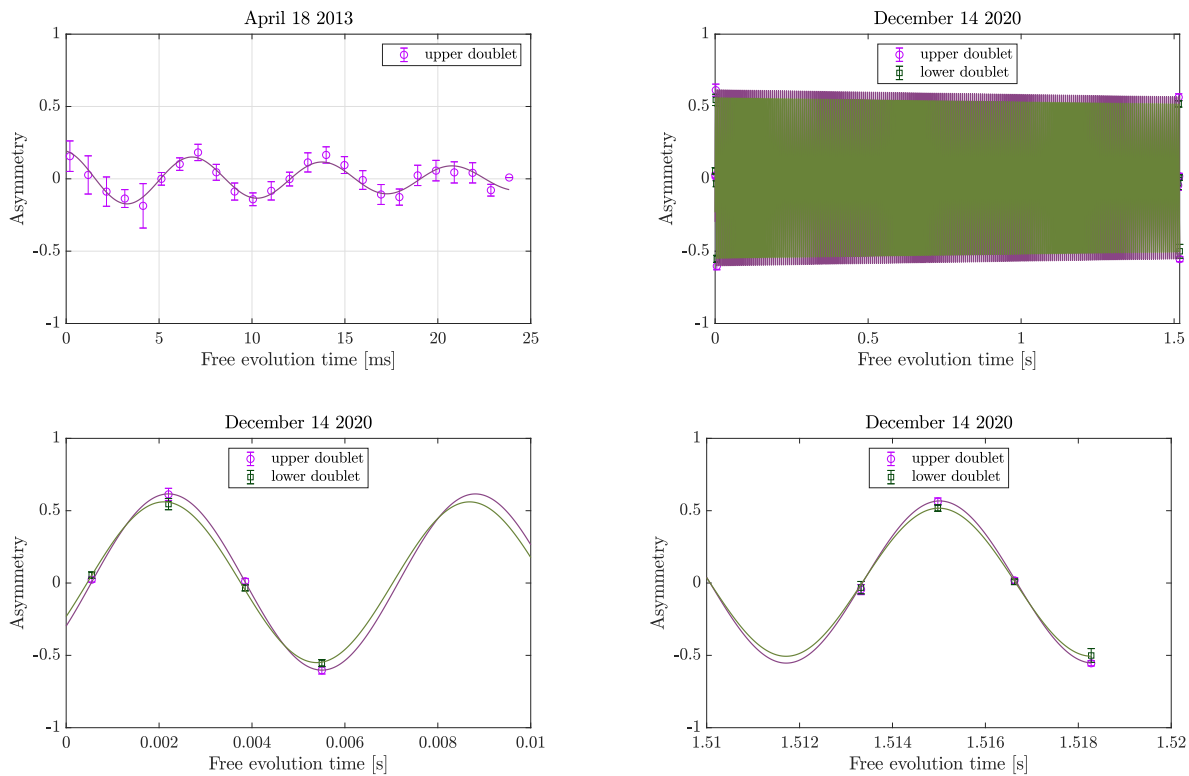 April 18 2013
1
0.5
0
-0.5
-1
Asymmetry
upper doublet
0 5 10 15 20 25
Free evolution time [ms]
December 14 2020
1
0.5
0
-0.5
-1
Asymmetry
upper doublet
lower doublet
0 0.5 1 1.5
Free evolution time [s]
December 14 2020
1
0.5
0
-0.5
-1
Asymmetry
upper doublet
lower doublet
0 0.002 0.004 0.006 0.008 0.01
Free evolution time [s]
December 14 2020
1
0.5
0
-0.5
-1
Asymmetry
upper doublet
lower doublet
1.51 1.512 1.514 1.516 1.518 1.52
Free evolution time [s]